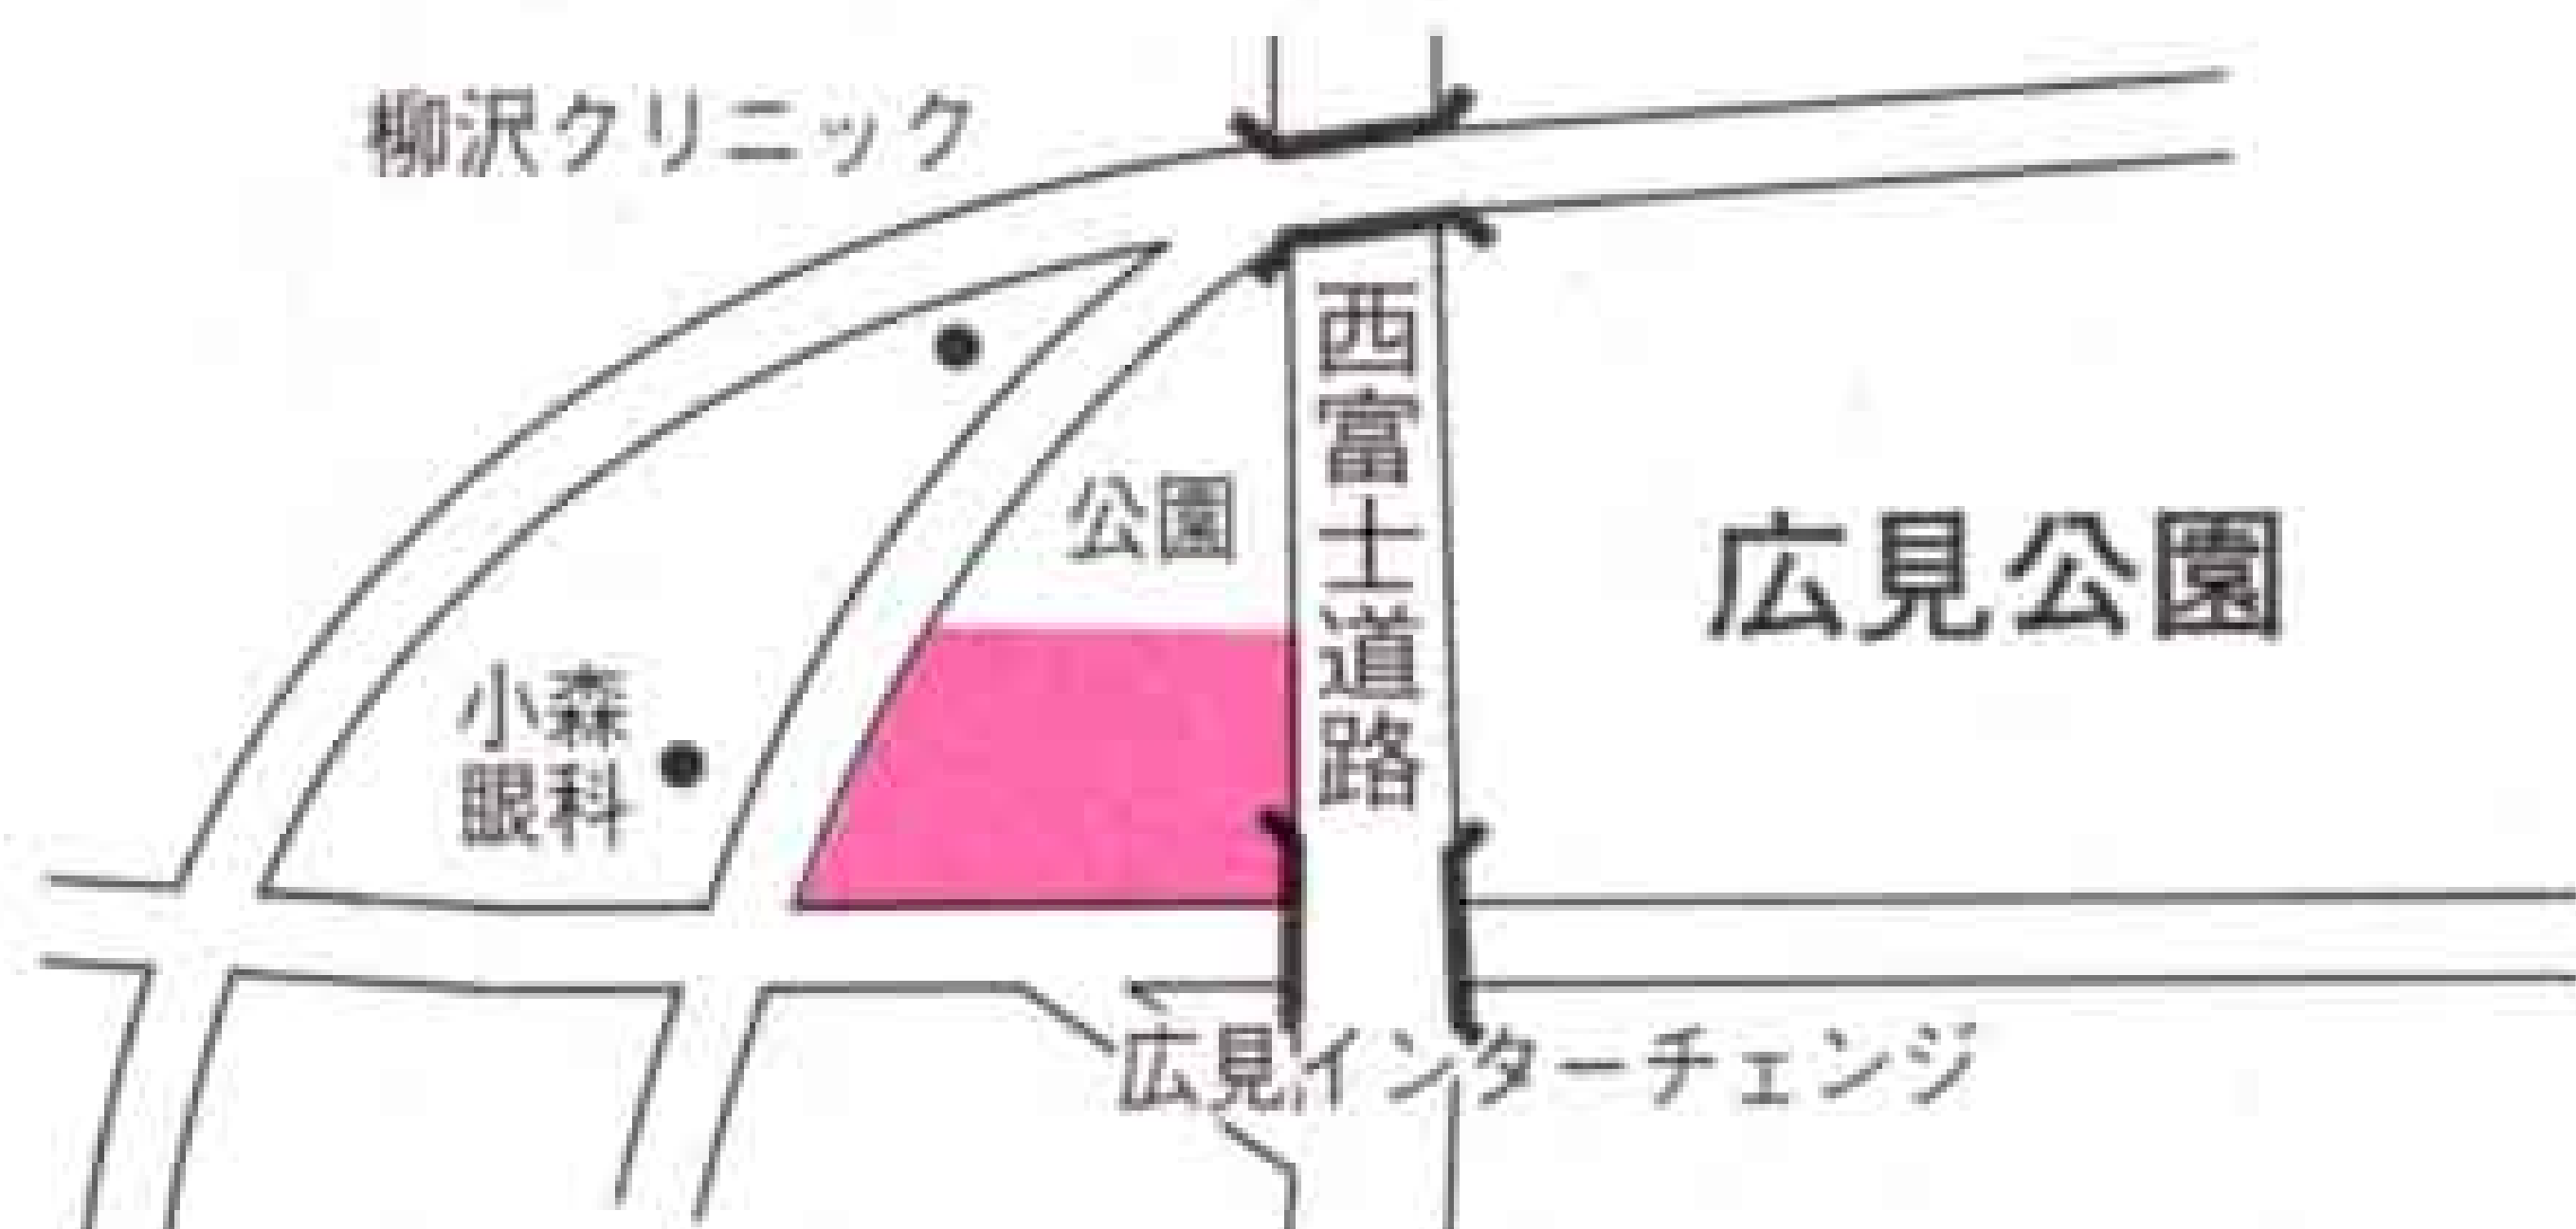 柳沢クリニック
西富士道路
公園
広見公園
小森
眼科
広見インターチェンジ